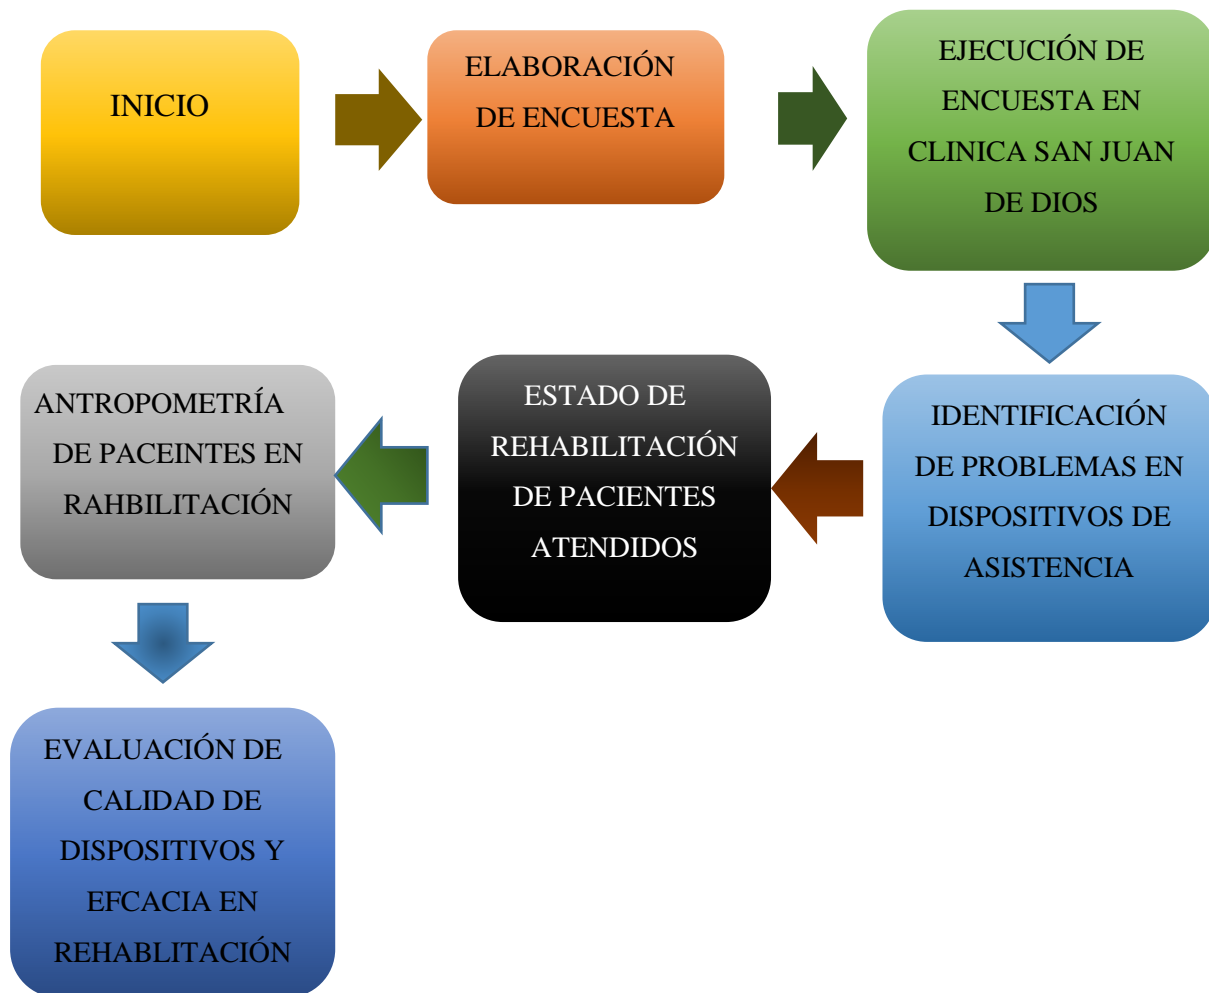 INICIO
ELABORACIÓN
DE ENCUESTA
EJECUCIÓN DE
ENCUESTA EN
CLINICA SAN JUAN
DE DIOS
IDENTIFICACIÓN
DE PROBLEMAS EN
DISPOSITIVOS DE
ASISTENCIA
ESTADO DE
REHABILITACIÓN
DE PACIENTES
ATENDIDOS
ANTROPOMETRÍA
DE PACEINTES EN
RAHBILITACIÓN
EVALUACIÓN DE
CALIDAD DE
DISPOSITIVOS Y
EFCACIA EN
REHABLITACIÓN